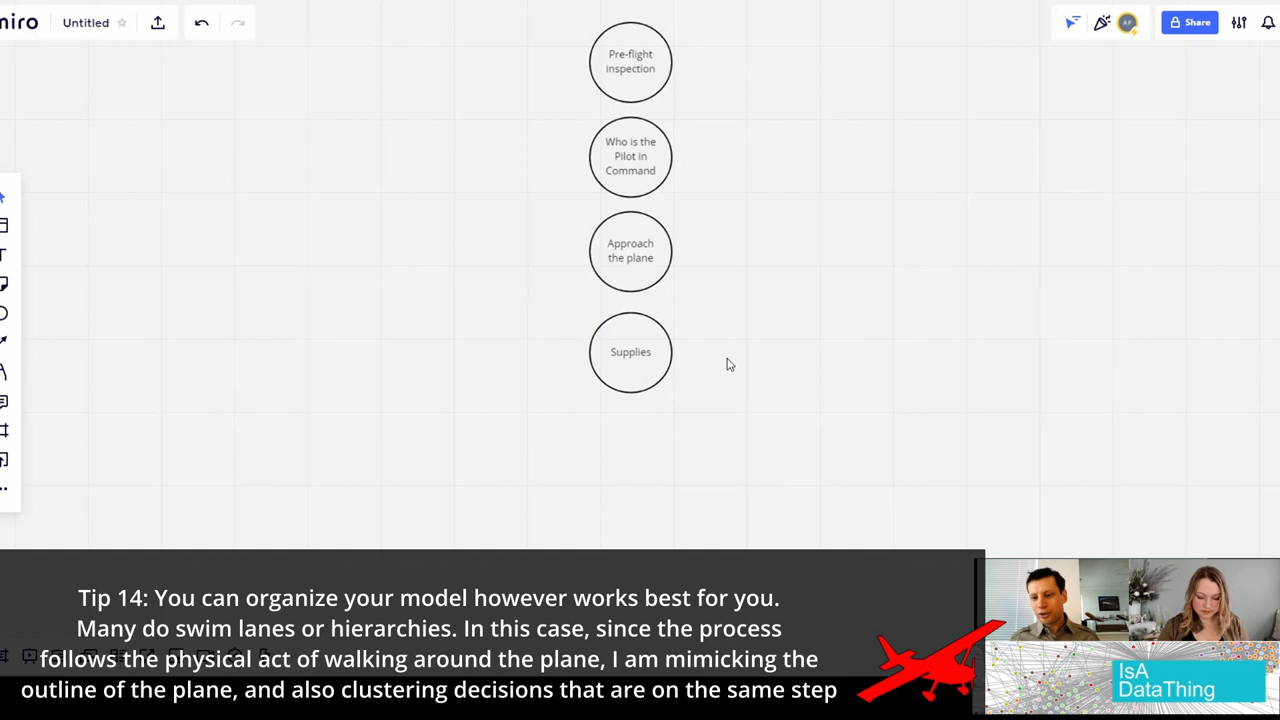 miro
Untitled
Share
AF
Pre-flight
inspection
Who is the
Pilot in
Command
Approach
the plane
Supplies
Tip 14: You can organize your model however works best for you.
Many do swim lanes or hierarchies. In this case, since the process
follows the physical act of walking around the plane, I am mimicking the
outline of the plane, and also clustering decisions that are on the same step
IsA
DataThing